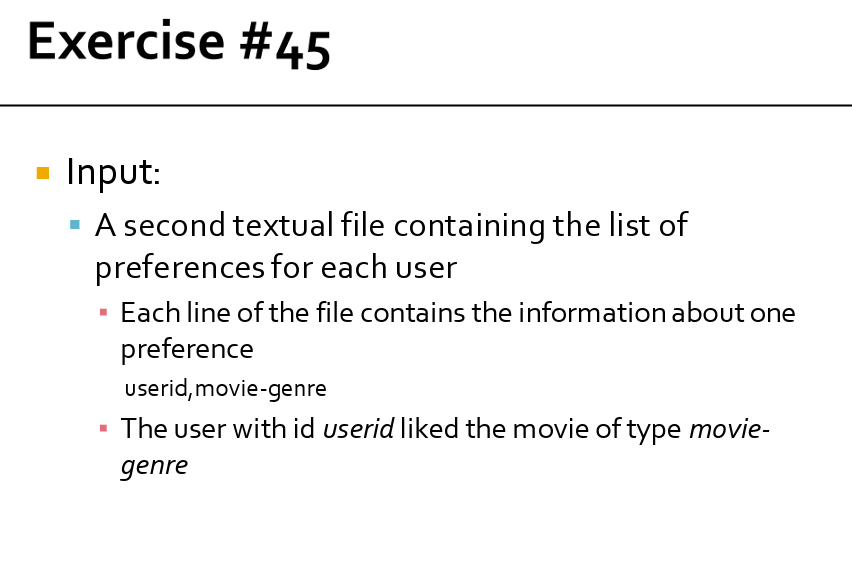 Exercise #45
Input:
A second textual file containing the list of
preferences for each user
Each line of the file contains the information about one
preference
userid,movie-genre
The user with id userid liked the movie of type movie-
genre